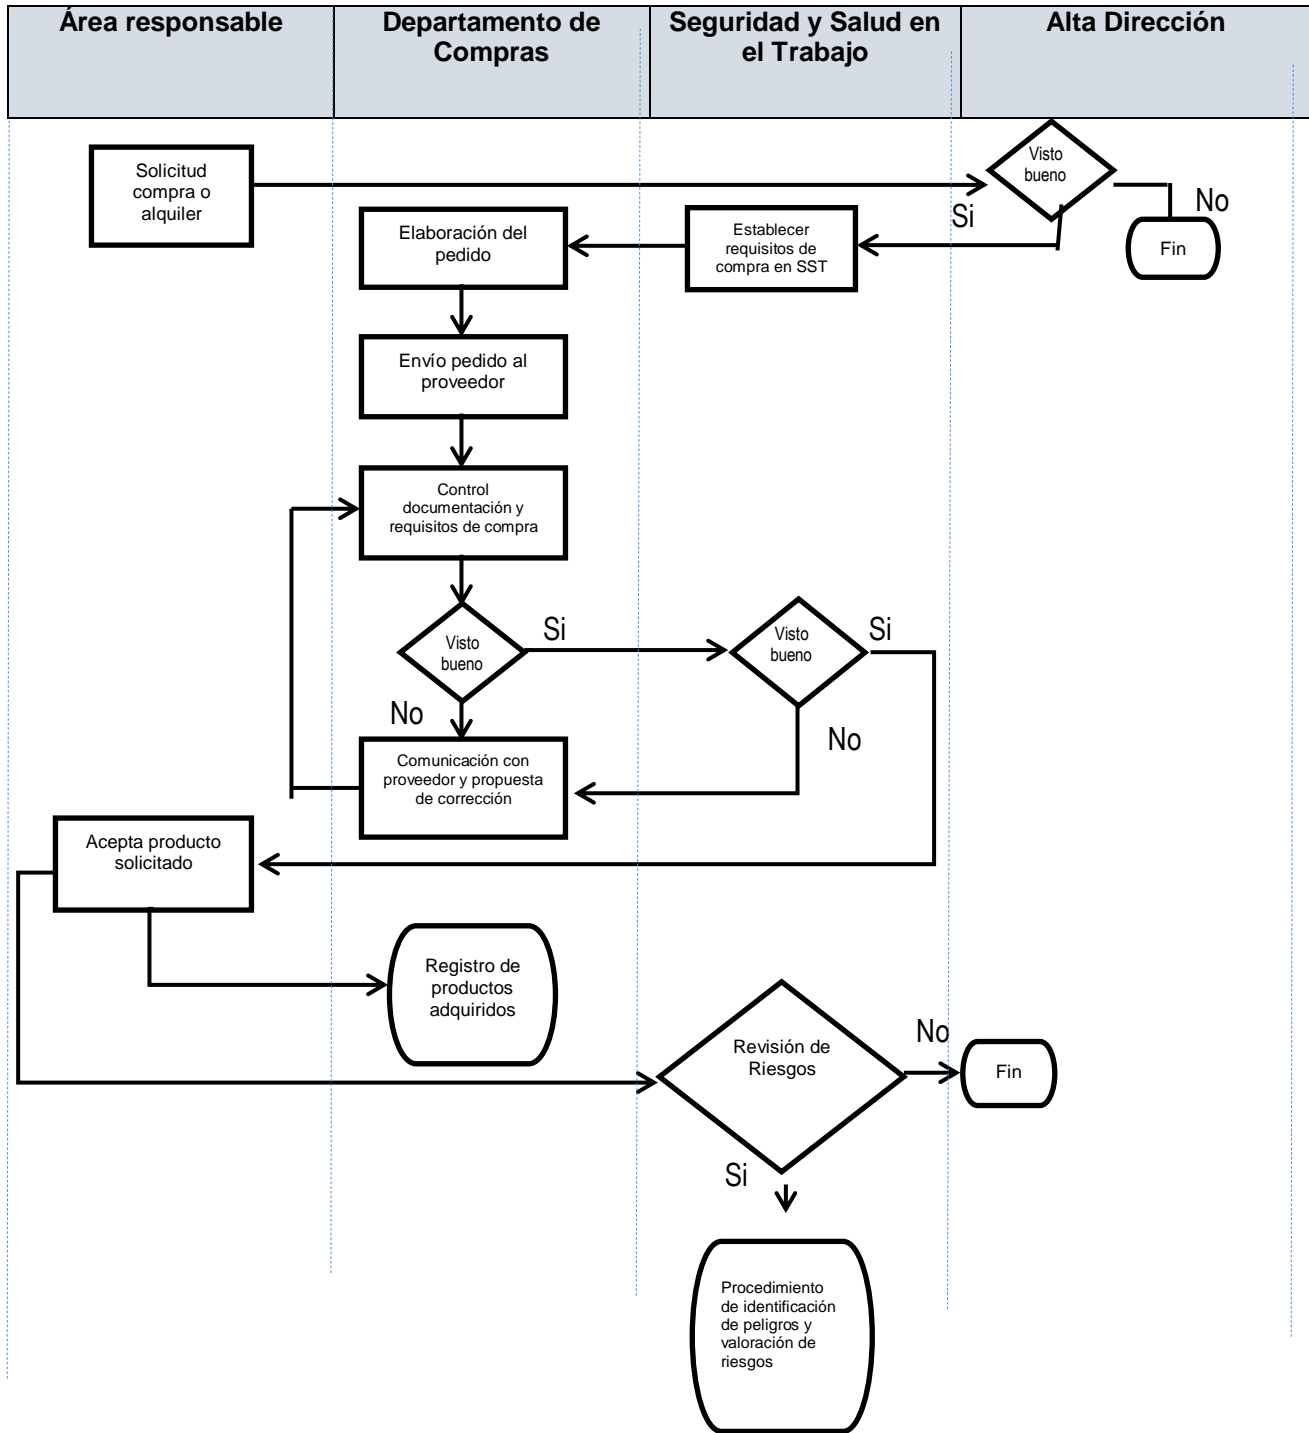 Área responsable
Departamento de
Compras
Seguridad y Salud en
el Trabajo
Alta Dirección
Solicitud
compra o
alquiler
Visto
bueno
No
Si
Fin
Elaboración del
pedido
Establecer
requisitos de
compra en SST
Envío pedido al
proveedor
Control
documentación y
requisitos de compra
Visto
bueno
Si
Visto
bueno
Si
No
No
Comunicación con
proveedor y propuesta
de corrección
Acepta producto
solicitado
Registro de
productos
adquiridos
Revisión de
Riesgos
No
Fin
Si
Procedimiento
de identificación
de peligros y
valoración de
riesgos